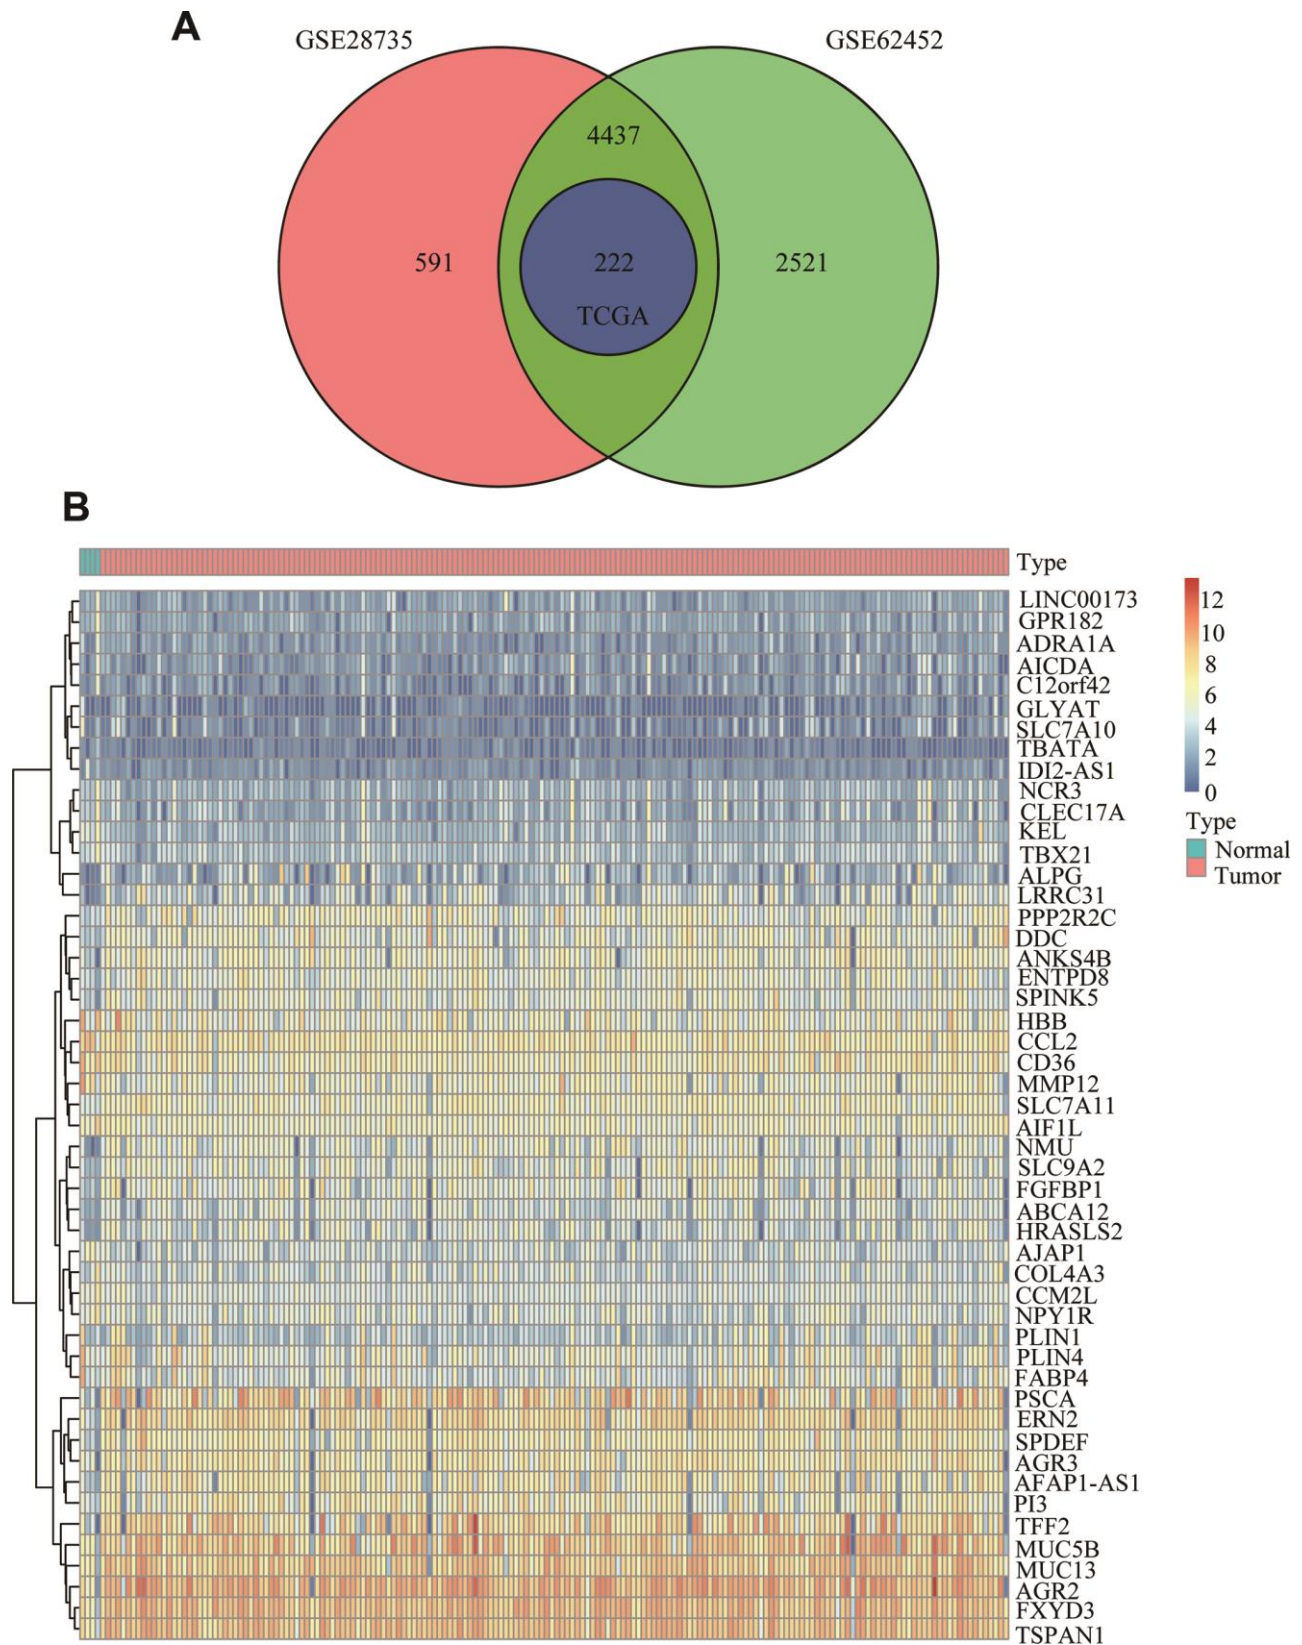 A
GSE28735
GSE62452
4437
591
222
2521
TCGA
B
Type
LINC00173
GPR182
ADRA1A
AICDA
C12orf42
GLYAT
SLC7A10
TBATA
IDI2-AS1
NCR3
CLEC17A
KEL
TBX21
ALPG
LRRC31
PPP2R2C
DDC
ANKS4B
ENTPD8
SPINK5
HBB
CCL2
CD36
MMP12
SLC7A11
AIF1L
NMU
SLC9A2
FGFBP1
ABCA12
HRASLS2
AJAP1
COL4A3
CCM2L
NPY1R
PLIN1
PLIN4
FABP4
PSCA
ERN2
SPDEF
AGR3
AFAP1-AS1
PI3
TFF2
MUC5B
MUC13
AGR2
FXYD3
TSPAN1
12
10
8
6
4
2
0
Type
Normal
Tumor